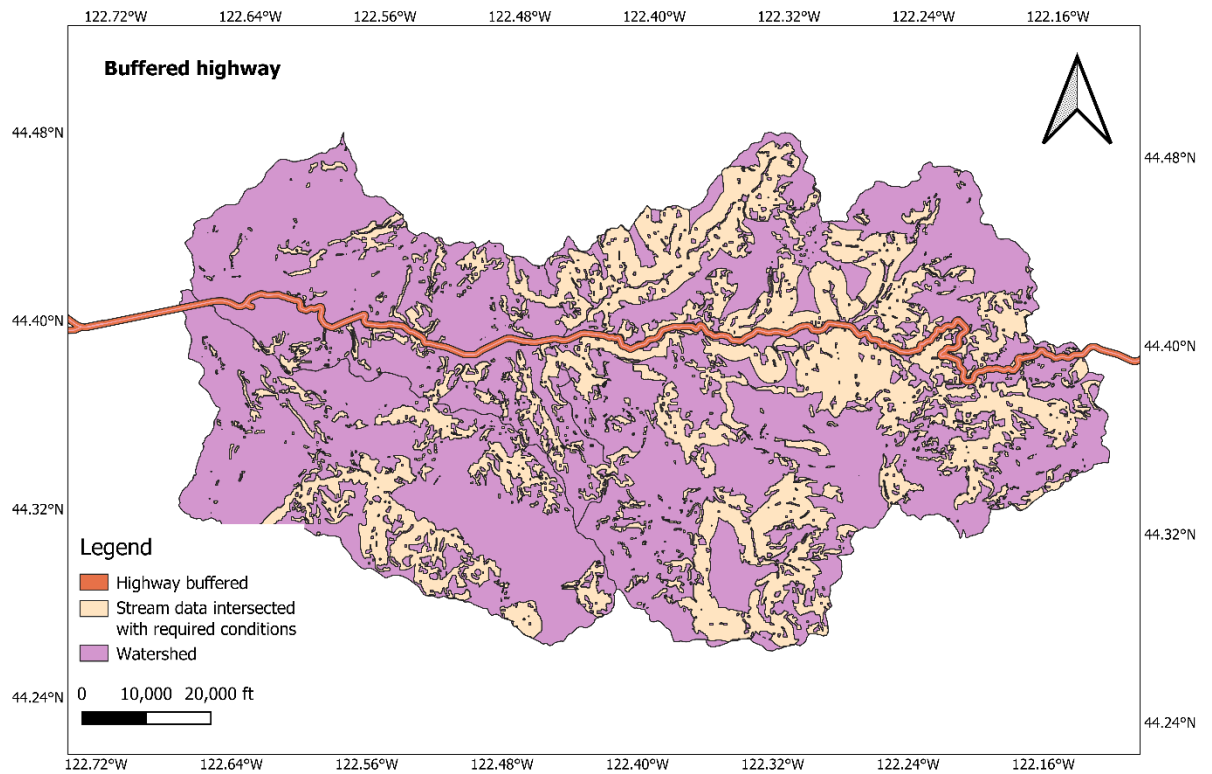 122.72°W 122.64°W 122.56°W 122.48°W 122.40°W 122.32°W 122.24°W 122.16°W
Buffered highway
44.48°N
44.48°N
44.40°N
44.40°N
44.32°N
44.32°N
Legend
Highway buffered
Stream data intersected
with required conditions
Watershed
0 10,000 20,000 ft
44.24°N
44.24°N
122.72°W 122.64°W 122.56°W 122.48°W 122.40°W 122.32°W 122.24°W 122.16°W